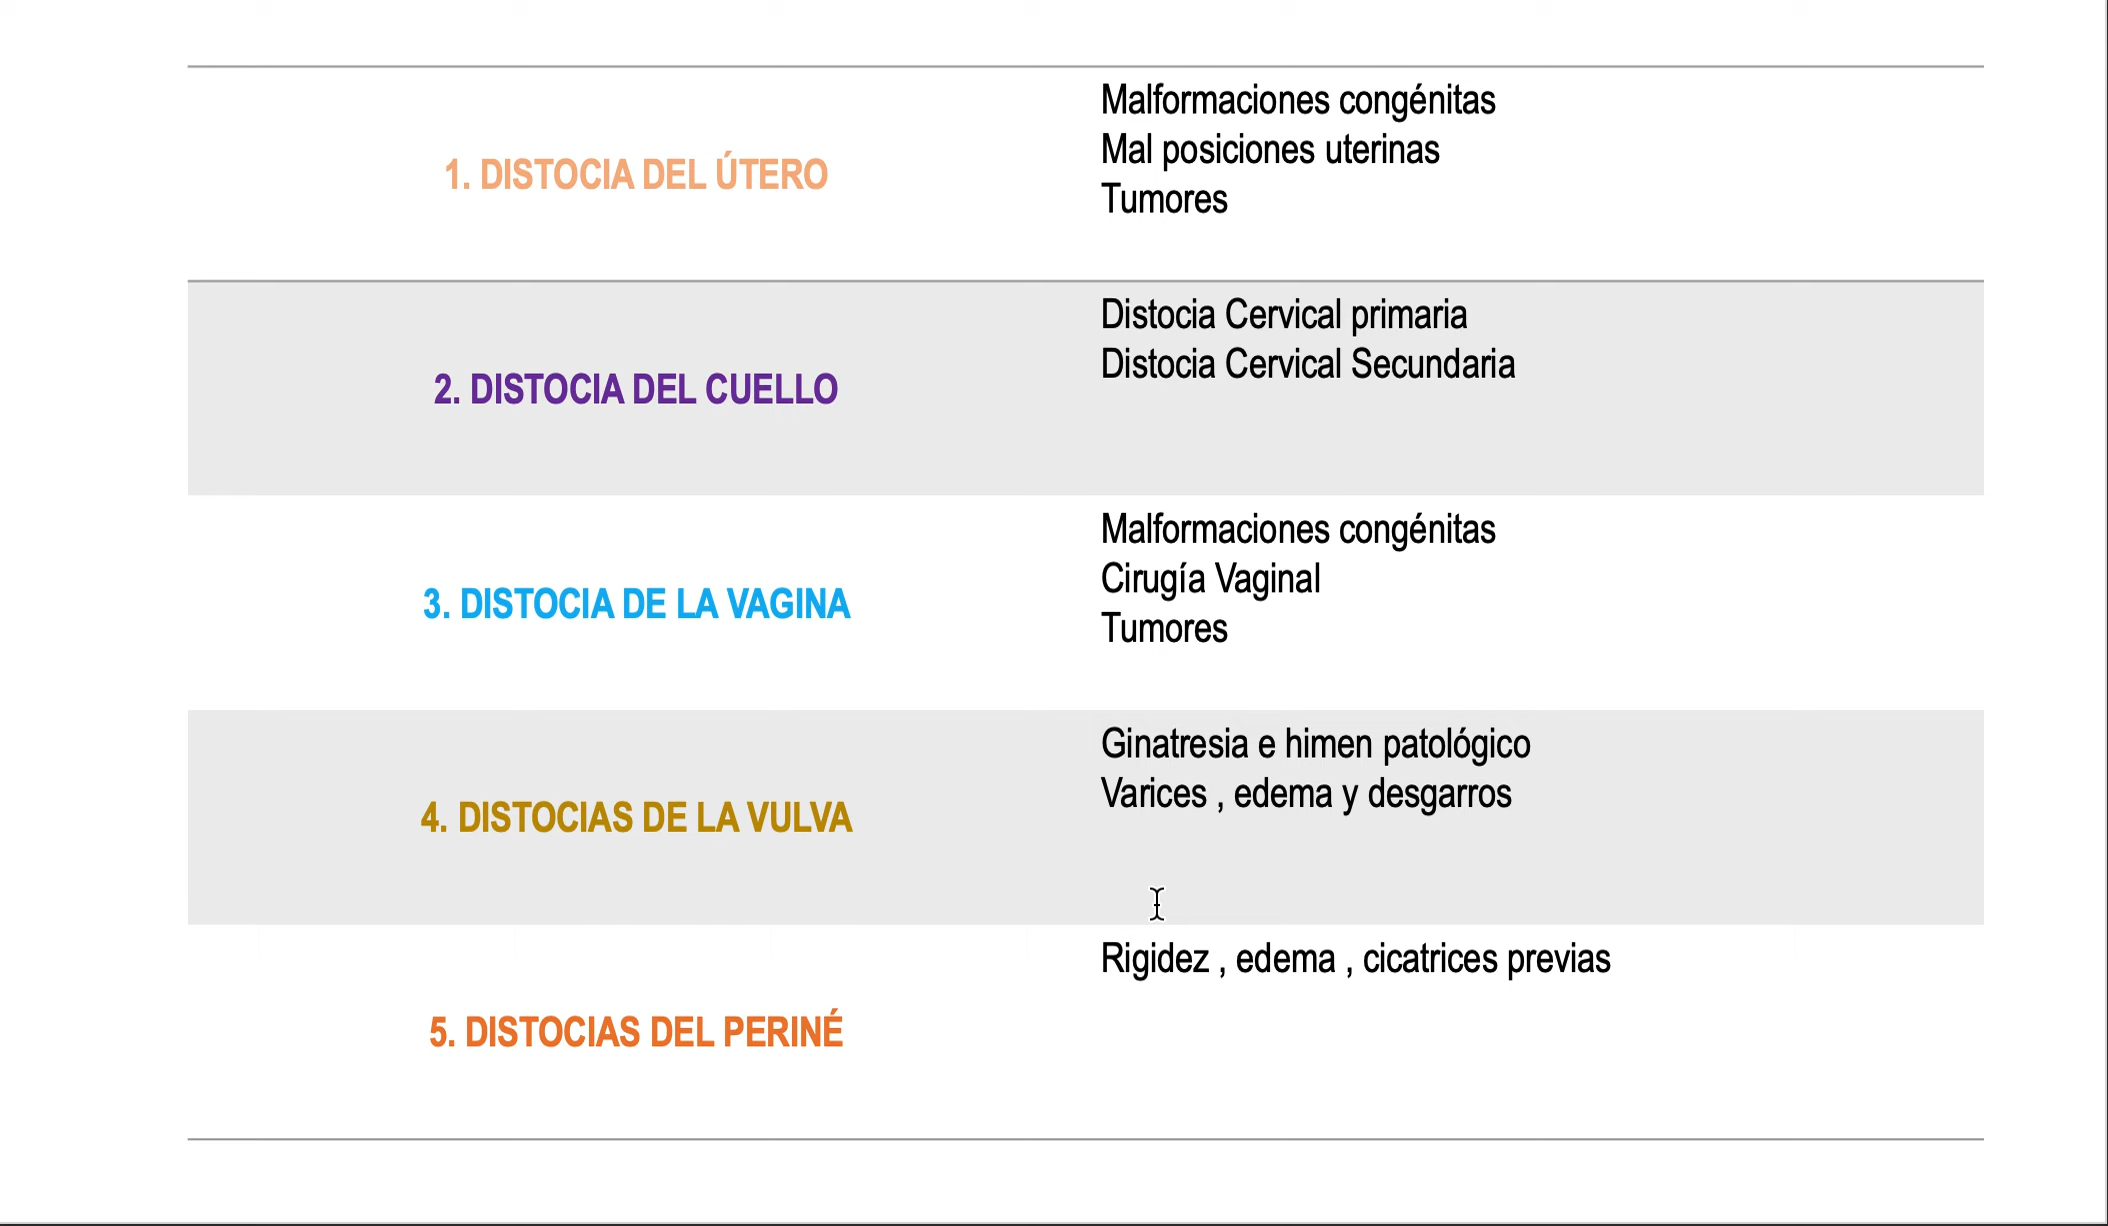 1. DISTOCIA DEL ÚTERO
Malformaciones congénitas
Mal posiciones uterinas
Tumores
2. DISTOCIA DEL CUELLO
Distocia Cervical primaria
Distocia Cervical Secundaria
3. DISTOCIA DE LA VAGINA
Malformaciones congénitas
Cirugía Vaginal
Tumores
4. DISTOCIAS DE LA VULVA
Ginatresia e himen patológico
Varices , edema y desgarros
5. DISTOCIAS DEL PERINÉ
Rigidez , edema , cicatrices previas